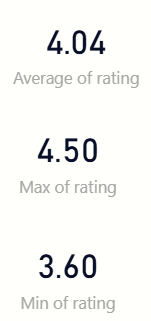 4.04
Average of rating
4.50
Max of rating
3.60
Min of rating